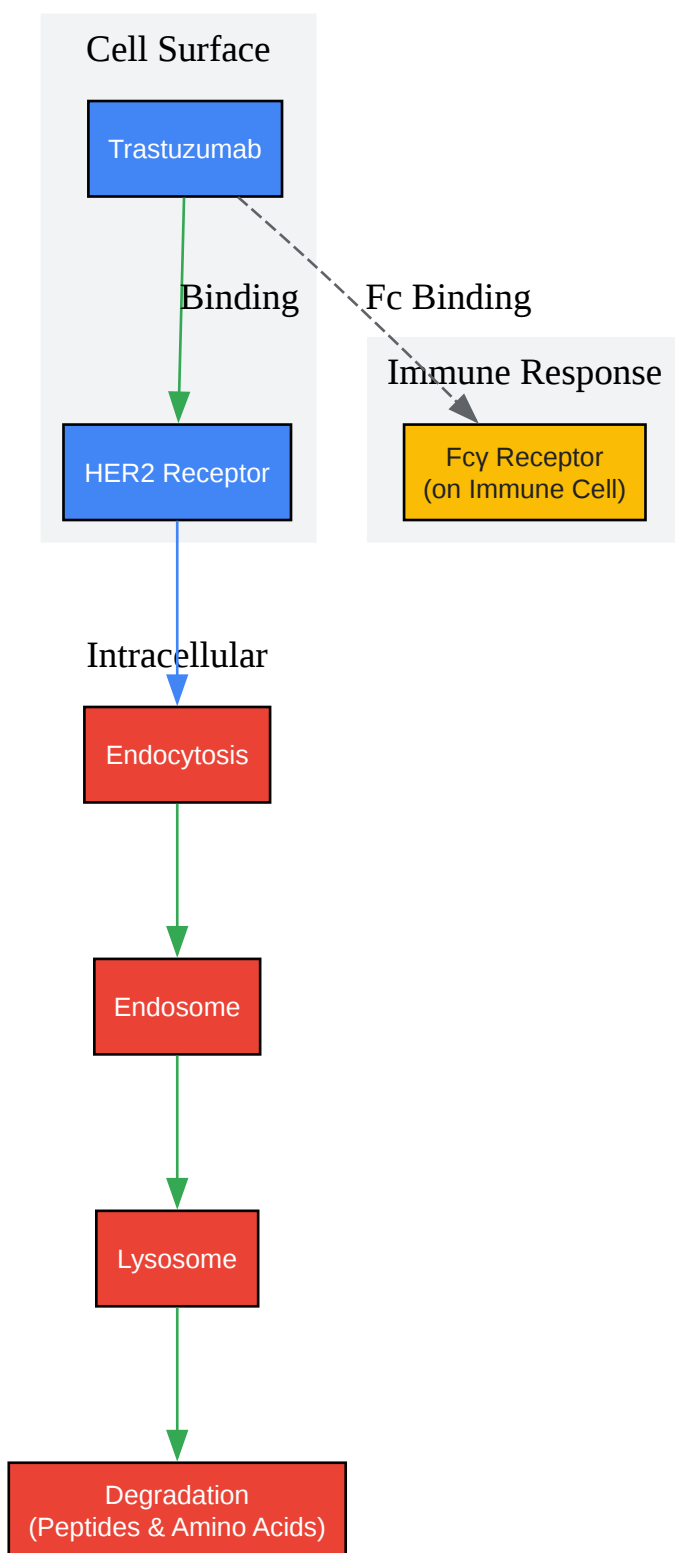 Cell Surface
Trastuzumab
Binding
Fc Binding
Immune Response
HER2 Receptor
Fcγ Receptor
(on Immune Cell)
Intracellular
Endocytosis
Endosome
Lysosome
Degradation
(Peptides & Amino Acids)